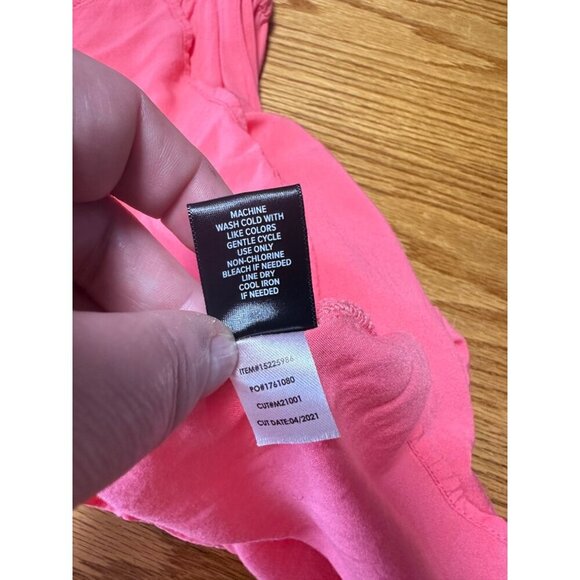 MACHINE
WASH COLD WITH
LIKE COLORS
GENTLE CYCLE
USE ONLY
NON-CHLORINE
BLEACH IF NEEDED
LINE DRY
COOL IRON
IF NEEDED
ITEM#15225986
PO#1761080
CUT#M21001
CUT DATE:04/2021